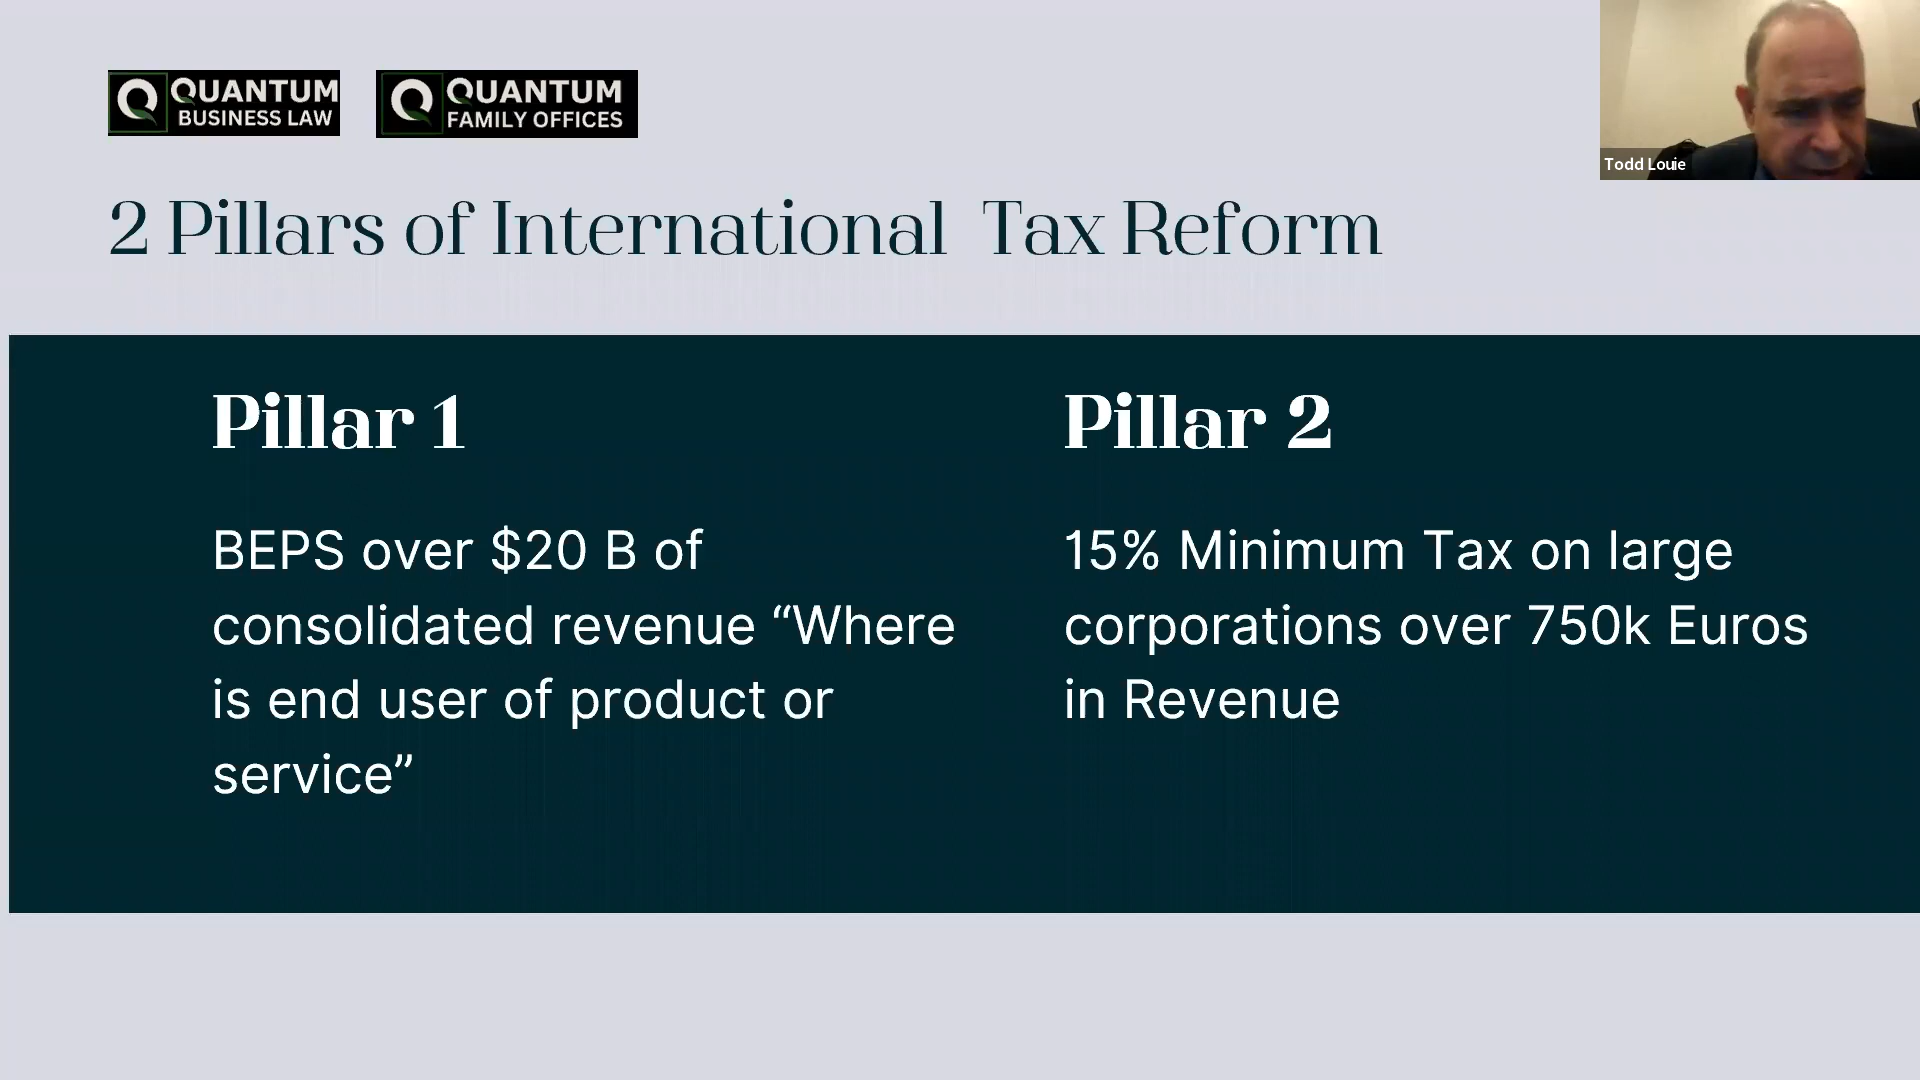 QUANTUM
BUSINESS LAW
QUANTUM
FAMILY OFFICES
Todd Louie
2 Pillars of International Tax Reform
Pillar 1
BEPS over $20 B of
consolidated revenue “Where
is end user of product or
service”
Pillar 2
15% Minimum Tax on large
corporations over 750k Euros
in Revenue